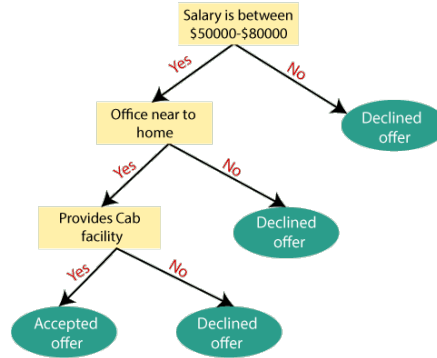 Salary is between
$50000-$80000
Yes
No
Office near to
home
Declined
offer
Yes
No
Provides Cab
facility
Declined
offer
Yes
No
Accepted
offer
Declined
offer